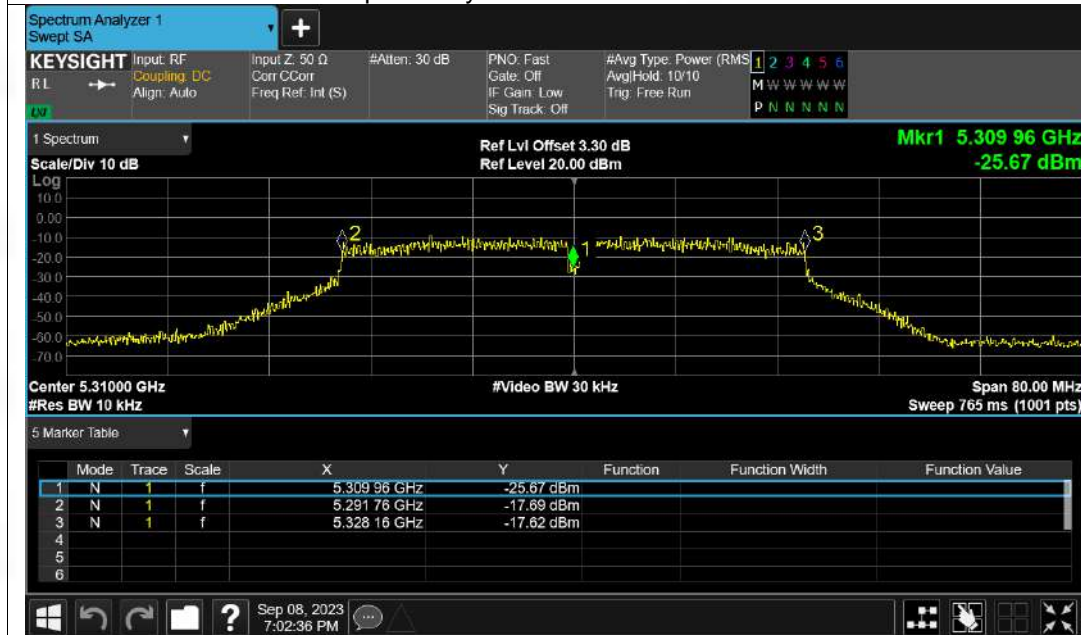 Spectrum Analyzer 1
Swept SA
+
KEYSIGHT
R L
LXI
Input: RF
Coupling: DC
Align: Auto
Input Z: 50 Ω
Corr CCorr
Freq Ref: Int (S)
#Atten: 30 dB
PNO: Fast
Gate: Off
IF Gain: Low
Sig Track: Off
#Avg Type: Power (RMS
Avg|Hold: 10/10
Trig: Free Run
1 2 3 4 5 6
M W W W W W
P N N N N N
1 Spectrum
Scale/Div 10 dB
Ref Lvl Offset 3.30 dB
Ref Level 20.00 dBm
Mkr1 5.309 96 GHz
-25.67 dBm
Log
10.0
0.00
-10.0
-20.0
-30.0
-40.0
-50.0
-60.0
-70.0
2
1
3
Center 5.31000 GHz
#Res BW 10 kHz
#Video BW 30 kHz
Span 80.00 MHz
Sweep 765 ms (1001 pts)
5 Marker Table
Mode Trace Scale X Y Function Function Width Function Value
1 N 1 f 5.309 96 GHz -25.67 dBm
2 N 1 f 5.291 76 GHz -17.69 dBm
3 N 1 f 5.328 16 GHz -17.62 dBm
4
5
6
?
Sep 08, 2023
7:02:36 PM